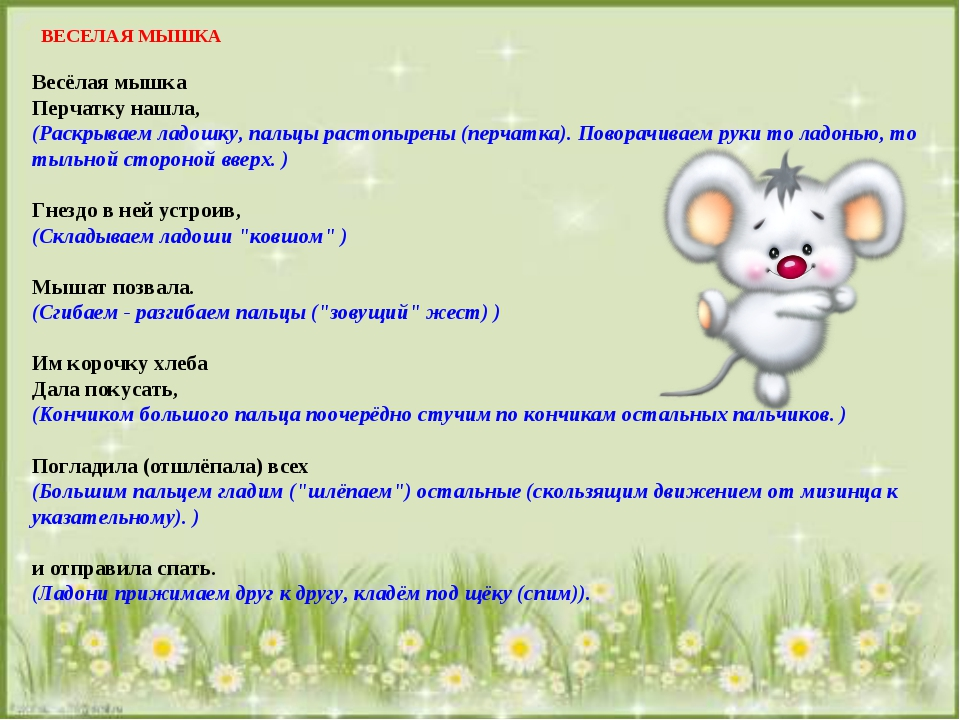 ВЕСЕЛАЯ МЫШКА
Весёлая мышка
Перчатку нашла,
(Раскрываем ладошку, пальцы растопырены (перчатка). Поворачиваем руки то ладонью, то
тыльной стороной вверх. )
Гнездо в ней устроив,
(Складываем ладоши "ковшом" )
Мышат позвала.
(Сгибаем - разгибаем пальцы ("зовущий" жест) )
Им корочку хлеба
Дала покусать,
(Кончиком большого пальца поочерёдно стучим по кончикам остальных пальчиков. )
Погладила (отшлёпала) всех
(Большим пальцем гладим ("шлёпаем") остальные (скользящим движением от мизинца к
указательному). )
и отправила спать.
(Ладони прижимаем друг к другу, кладём под щёку (спим)).